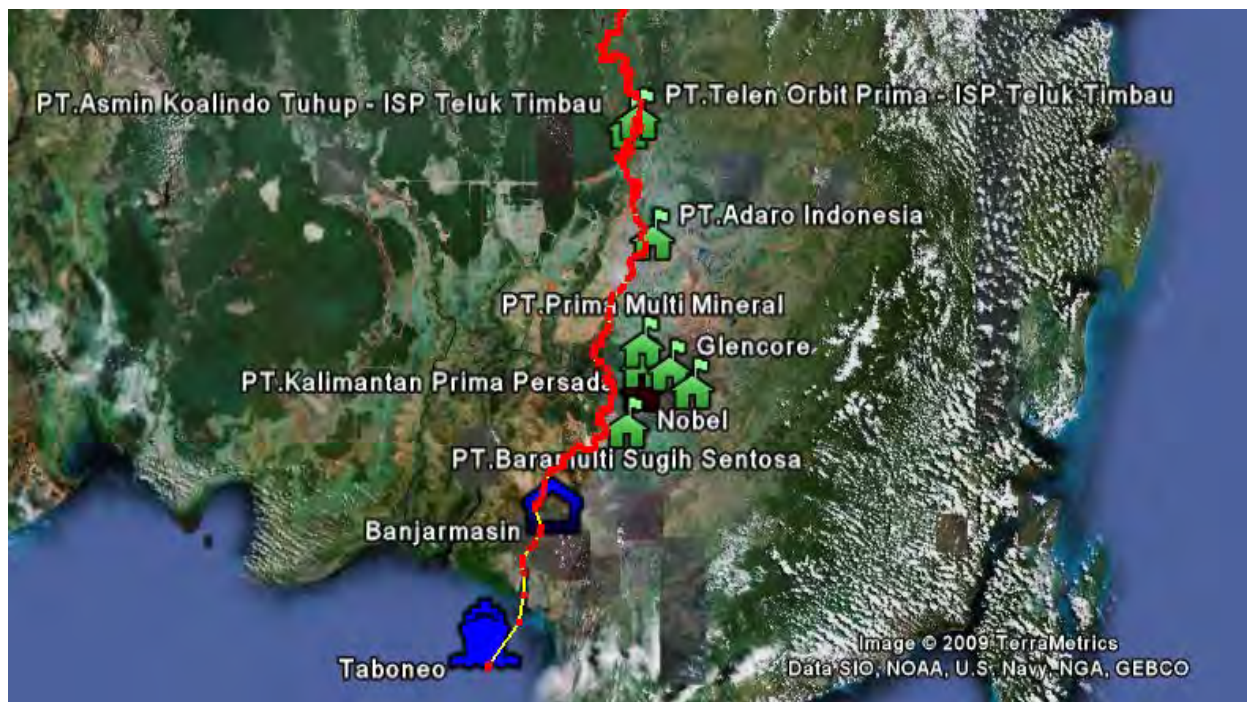 PT.Asmin Koalindo Tuhup - ISP Teluk Timbau
PT.Telen Orbit Prima - ISP Teluk Timbau
PT.Adaro Indonesia
PT.Prima Multi Mineral
Glencore
PT.Kalimantan Prima Persada
Nobel
PT.Baramulti Sugih Sentosa
Banjarmasin
Taboneo
Image © 2009 TerraMetrics
Data SIO, NOAA, U.S. Navy, NGA, GEBCO